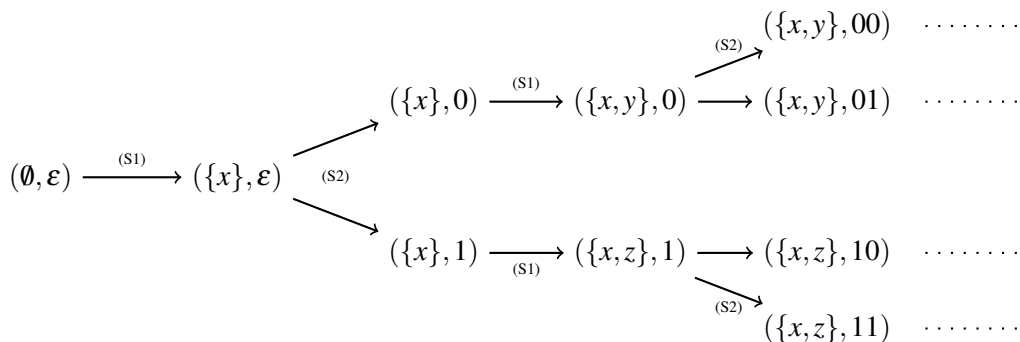 ({x,y},00) ........
(S2)
({x},0) (S1) ({x,y},0) ({x,y},01) ........
(∅,ε) (S1) ({x},ε) (S2)
({x},1) (S1) ({x,z},1) ({x,z},10) ........
(S2)
({x,z},11) ........